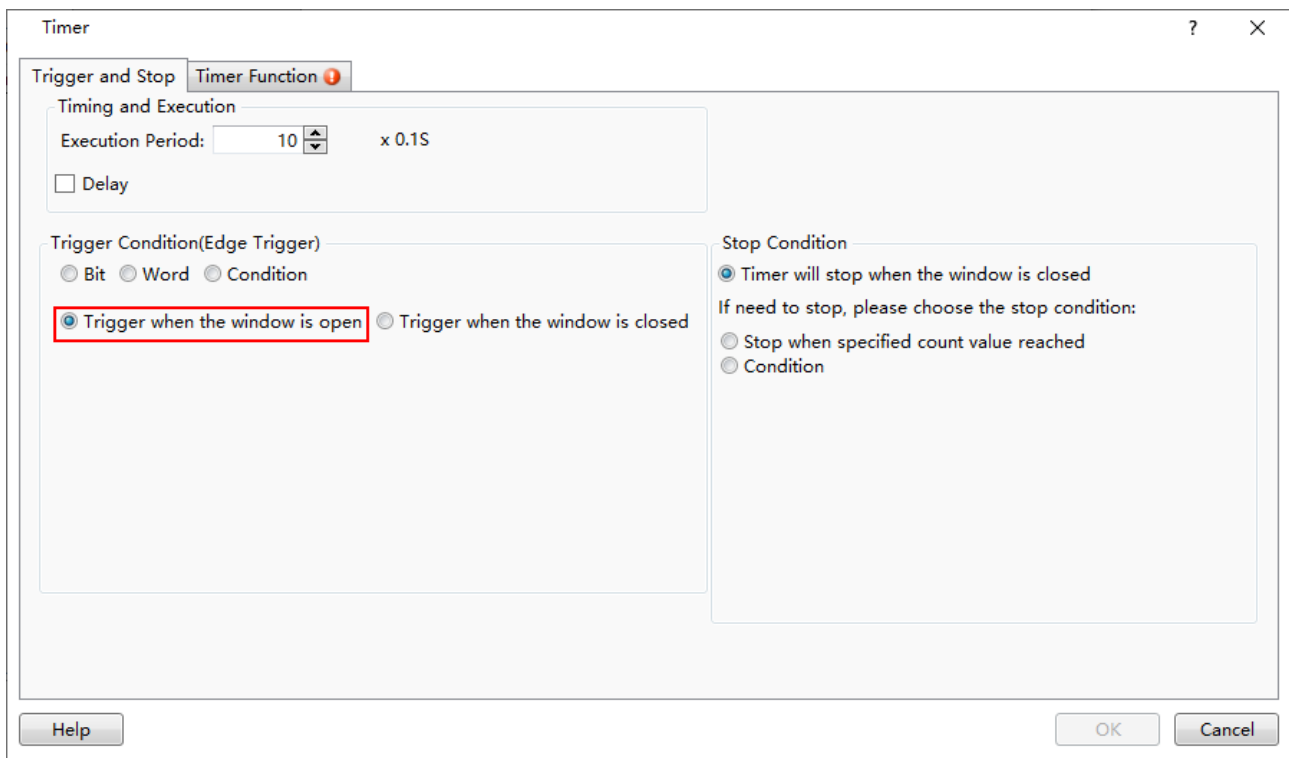 Timer
?
Trigger and Stop
Timer Function
Timing and Execution
Execution Period: 10 x 0.1S
Delay
Trigger Condition(Edge Trigger)
Bit Word Condition
Trigger when the window is open Trigger when the window is closed
Stop Condition
Timer will stop when the window is closed
If need to stop, please choose the stop condition:
Stop when specified count value reached
Condition
Help
OK
Cancel